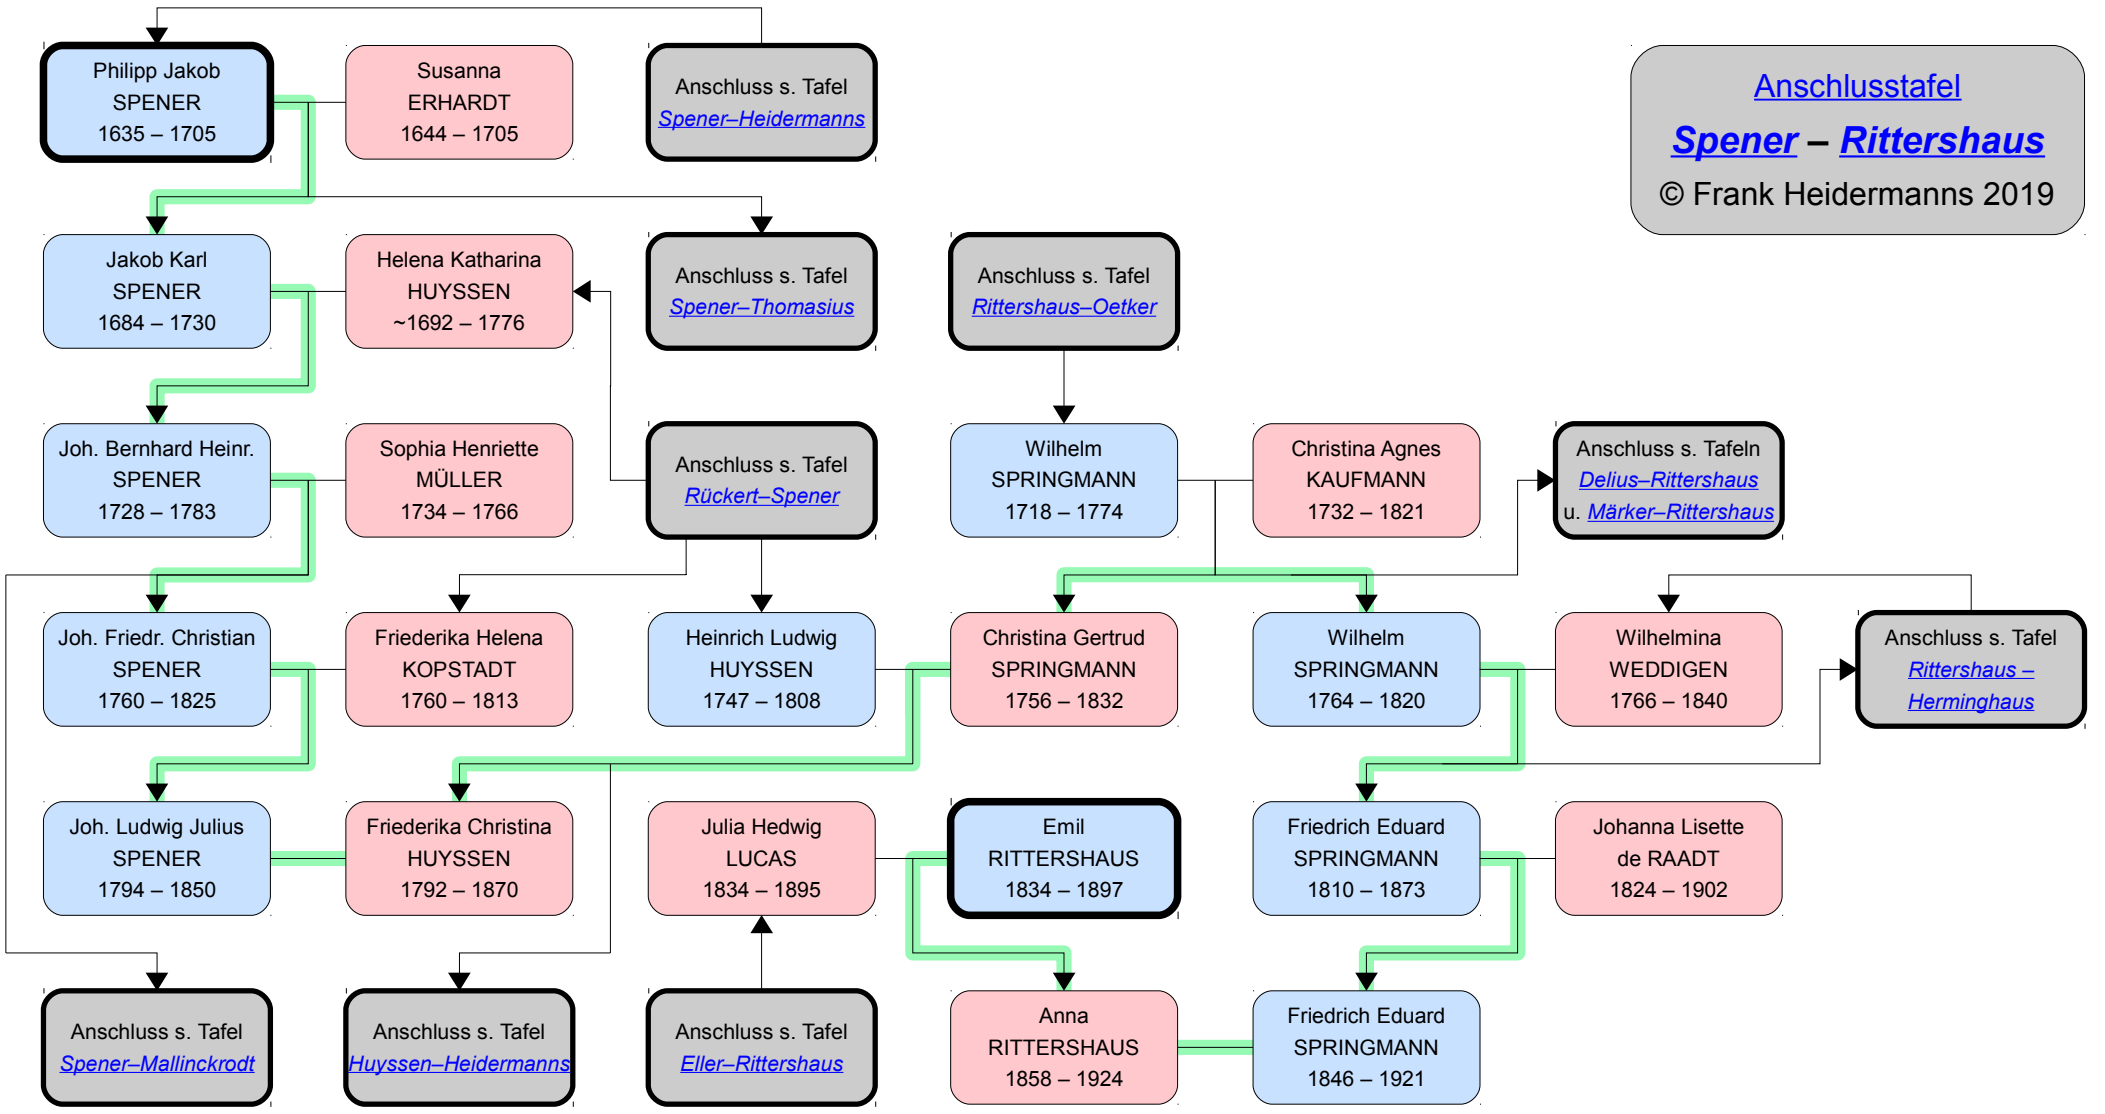 Philipp Jakob
SPENER
1635 – 1705
Susanna
ERHARDT
1644 – 1705
Anschluss s. Tafel
Spener–Heidermanns
Anschlusstafel
Spener – Rittershaus
© Frank Heidermanns 2019
Jakob Karl
SPENER
1684 – 1730
Helena Katharina
HUYSSEN
~1692 – 1776
Anschluss s. Tafel
Spener–Thomasius
Anschluss s. Tafel
Rittershaus–Oetker
Joh. Bernhard Heinr.
SPENER
1728 – 1783
Sophia Henriette
MÜLLER
1734 – 1766
Anschluss s. Tafel
Rückert–Spener
Wilhelm
SPRINGMANN
1718 – 1774
Christina Agnes
KAUFMANN
1732 – 1821
Anschluss s. Tafeln
Delius–Rittershaus
u. Märker–Rittershaus
Joh. Friedr. Christian
SPENER
1760 – 1825
Friederika Helena
KOPSTADT
1760 – 1813
Heinrich Ludwig
HUYSSEN
1747 – 1808
Christina Gertrud
SPRINGMANN
1756 – 1832
Wilhelm
SPRINGMANN
1764 – 1820
Wilhelmina
WEDDIGEN
1766 – 1840
Anschluss s. Tafel
Rittershaus –
Herminghaus
Joh. Ludwig Julius
SPENER
1794 – 1850
Friederika Christina
HUYSSEN
1792 – 1870
Julia Hedwig
LUCAS
1834 – 1895
Emil
RITTERSHAUS
1834 – 1897
Friedrich Eduard
SPRINGMANN
1810 – 1873
Johanna Lisette
de RAADT
1824 – 1902
Anschluss s. Tafel
Spener–Mallinckrodt
Anschluss s. Tafel
Huyssen–Heidermanns
Anschluss s. Tafel
Eller–Rittershaus
Anna
RITTERSHAUS
1858 – 1924
Friedrich Eduard
SPRINGMANN
1846 – 1921